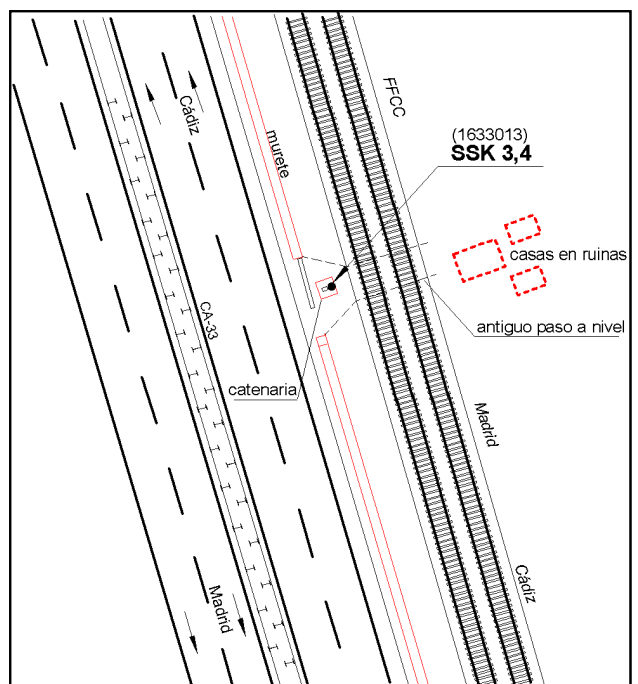 FFCC
Cádiz
murete
(1633013)
SSK 3,4
casas en ruinas
CA-33
antiguo paso a nivel
catenaria
Madrid
Cádiz
Madrid